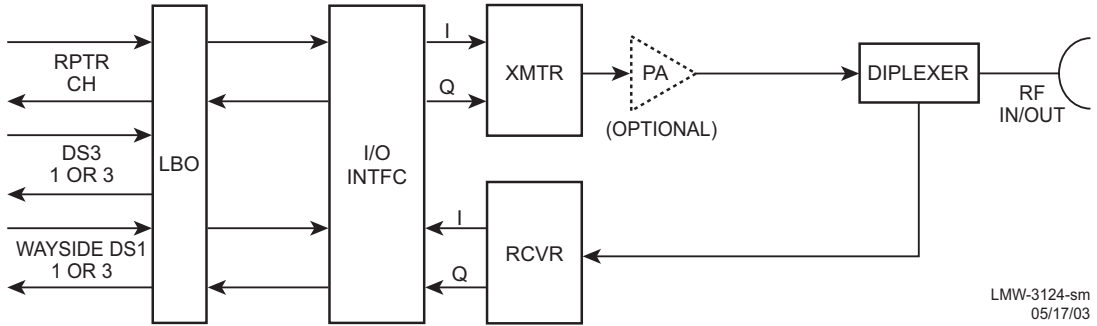 RPTR
CH
DS3
1 OR 3
WAYSIDE DS1
1 OR 3
LBO
I/O
INTFC
I
Q
XMTR
PA
(OPTIONAL)
DIPLEXER
RF
IN/OUT
I
Q
RCVR
LMW-3124-sm
05/17/03